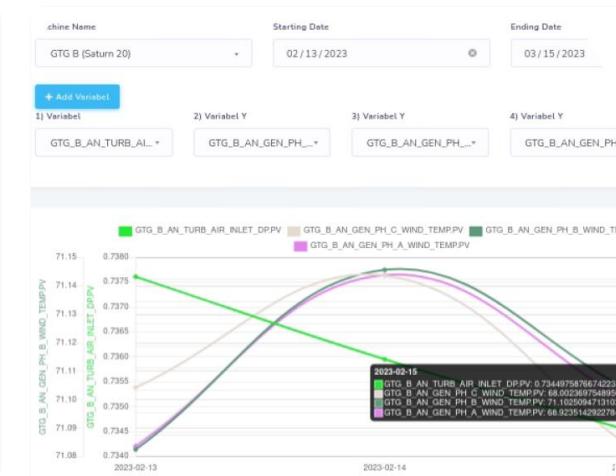 .chine Name Starting Date Ending Date
GTG B (Saturn 20) 02/13/2023 03/15/2023
+ Add Variabel
1) Variabel 2) Variabel Y 3) Variabel Y 4) Variabel Y
GTG_B_AN_TURB_AI... GTG_B_AN_GEN_PH_... GTG_B_AN_GEN_PH_... GTG_B_AN_GEN_PH
GTG_B_AN_TURB_AIR_INLET_DP.PV GTG_B_AN_GEN_PH_C_WIND_TEMP.PV GTG_B_AN_GEN_PH_B_WIND_TE
GTG_B_AN_GEN_PH_A_WIND_TEMP.PV
GTG_B_AN_GEN_PH_B_WIND_TEMP.PV
71.15
71.14
71.13
71.12
71.11
71.10
71.09
71.08
GTG_B_AN_TURB_AIR_INLET_DP.PV
0.7380
0.7375
0.7370
0.7365
0.7360
0.7355
0.7350
0.7345
0.7340
2023-02-15
GTG_B_AN_TURB_AIR_INLET_DP.PV: 0.7344975876674223
GTG_B_AN_GEN_PH_C_WIND_TEMP.PV: 68.0023697548950
GTG_B_AN_GEN_PH_B_WIND_TEMP.PV: 71.1025094713103
GTG_B_AN_GEN_PH_A_WIND_TEMP.PV: 68.923514292278
2023-02-13 2023-02-14